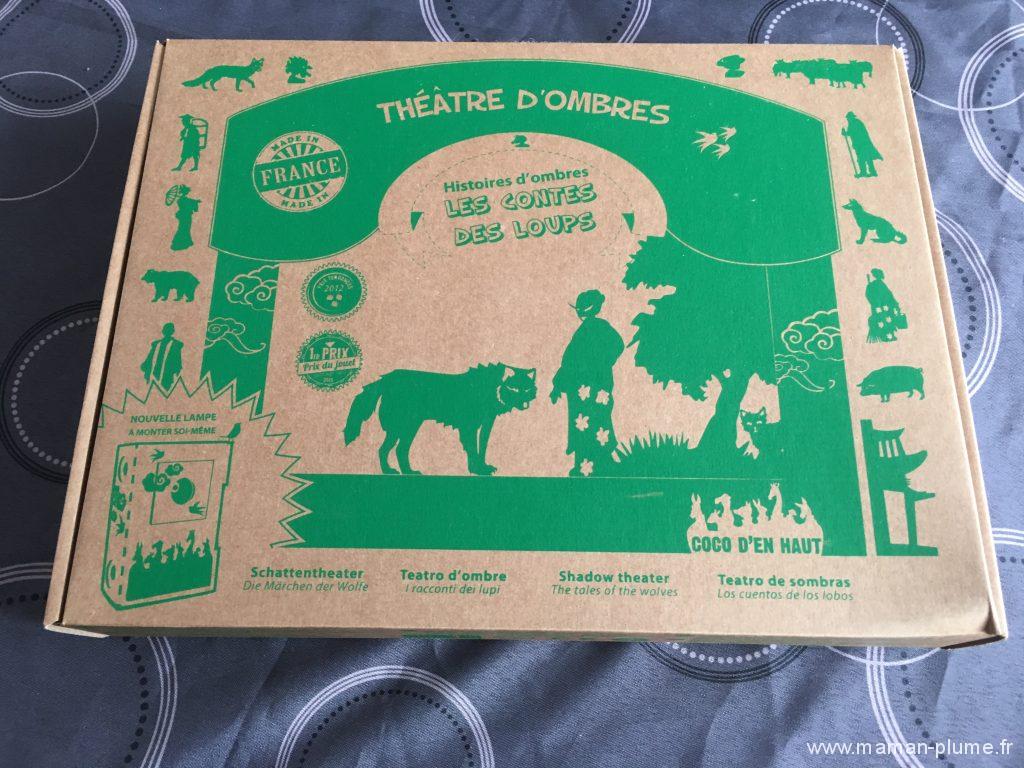 THÉÂTRE D'OMBRES
MADE IN
FRANCE
MADE IN
Histoires d'ombres
LES CONTES
DES LOUPS
2012
1er PRIX
Prix du jouet
NOUVELLE LAMPE
A MONTER SOI-MÊME
COCO D'EN HAUT
Schattentheater
Die Märchen der Wolfe
Teatro d'ombre
I racconti dei lupi
Shadow theater
The tales of the wolves
Teatro de sombras
Los cuentos de los lobos
www.maman-plume.fr